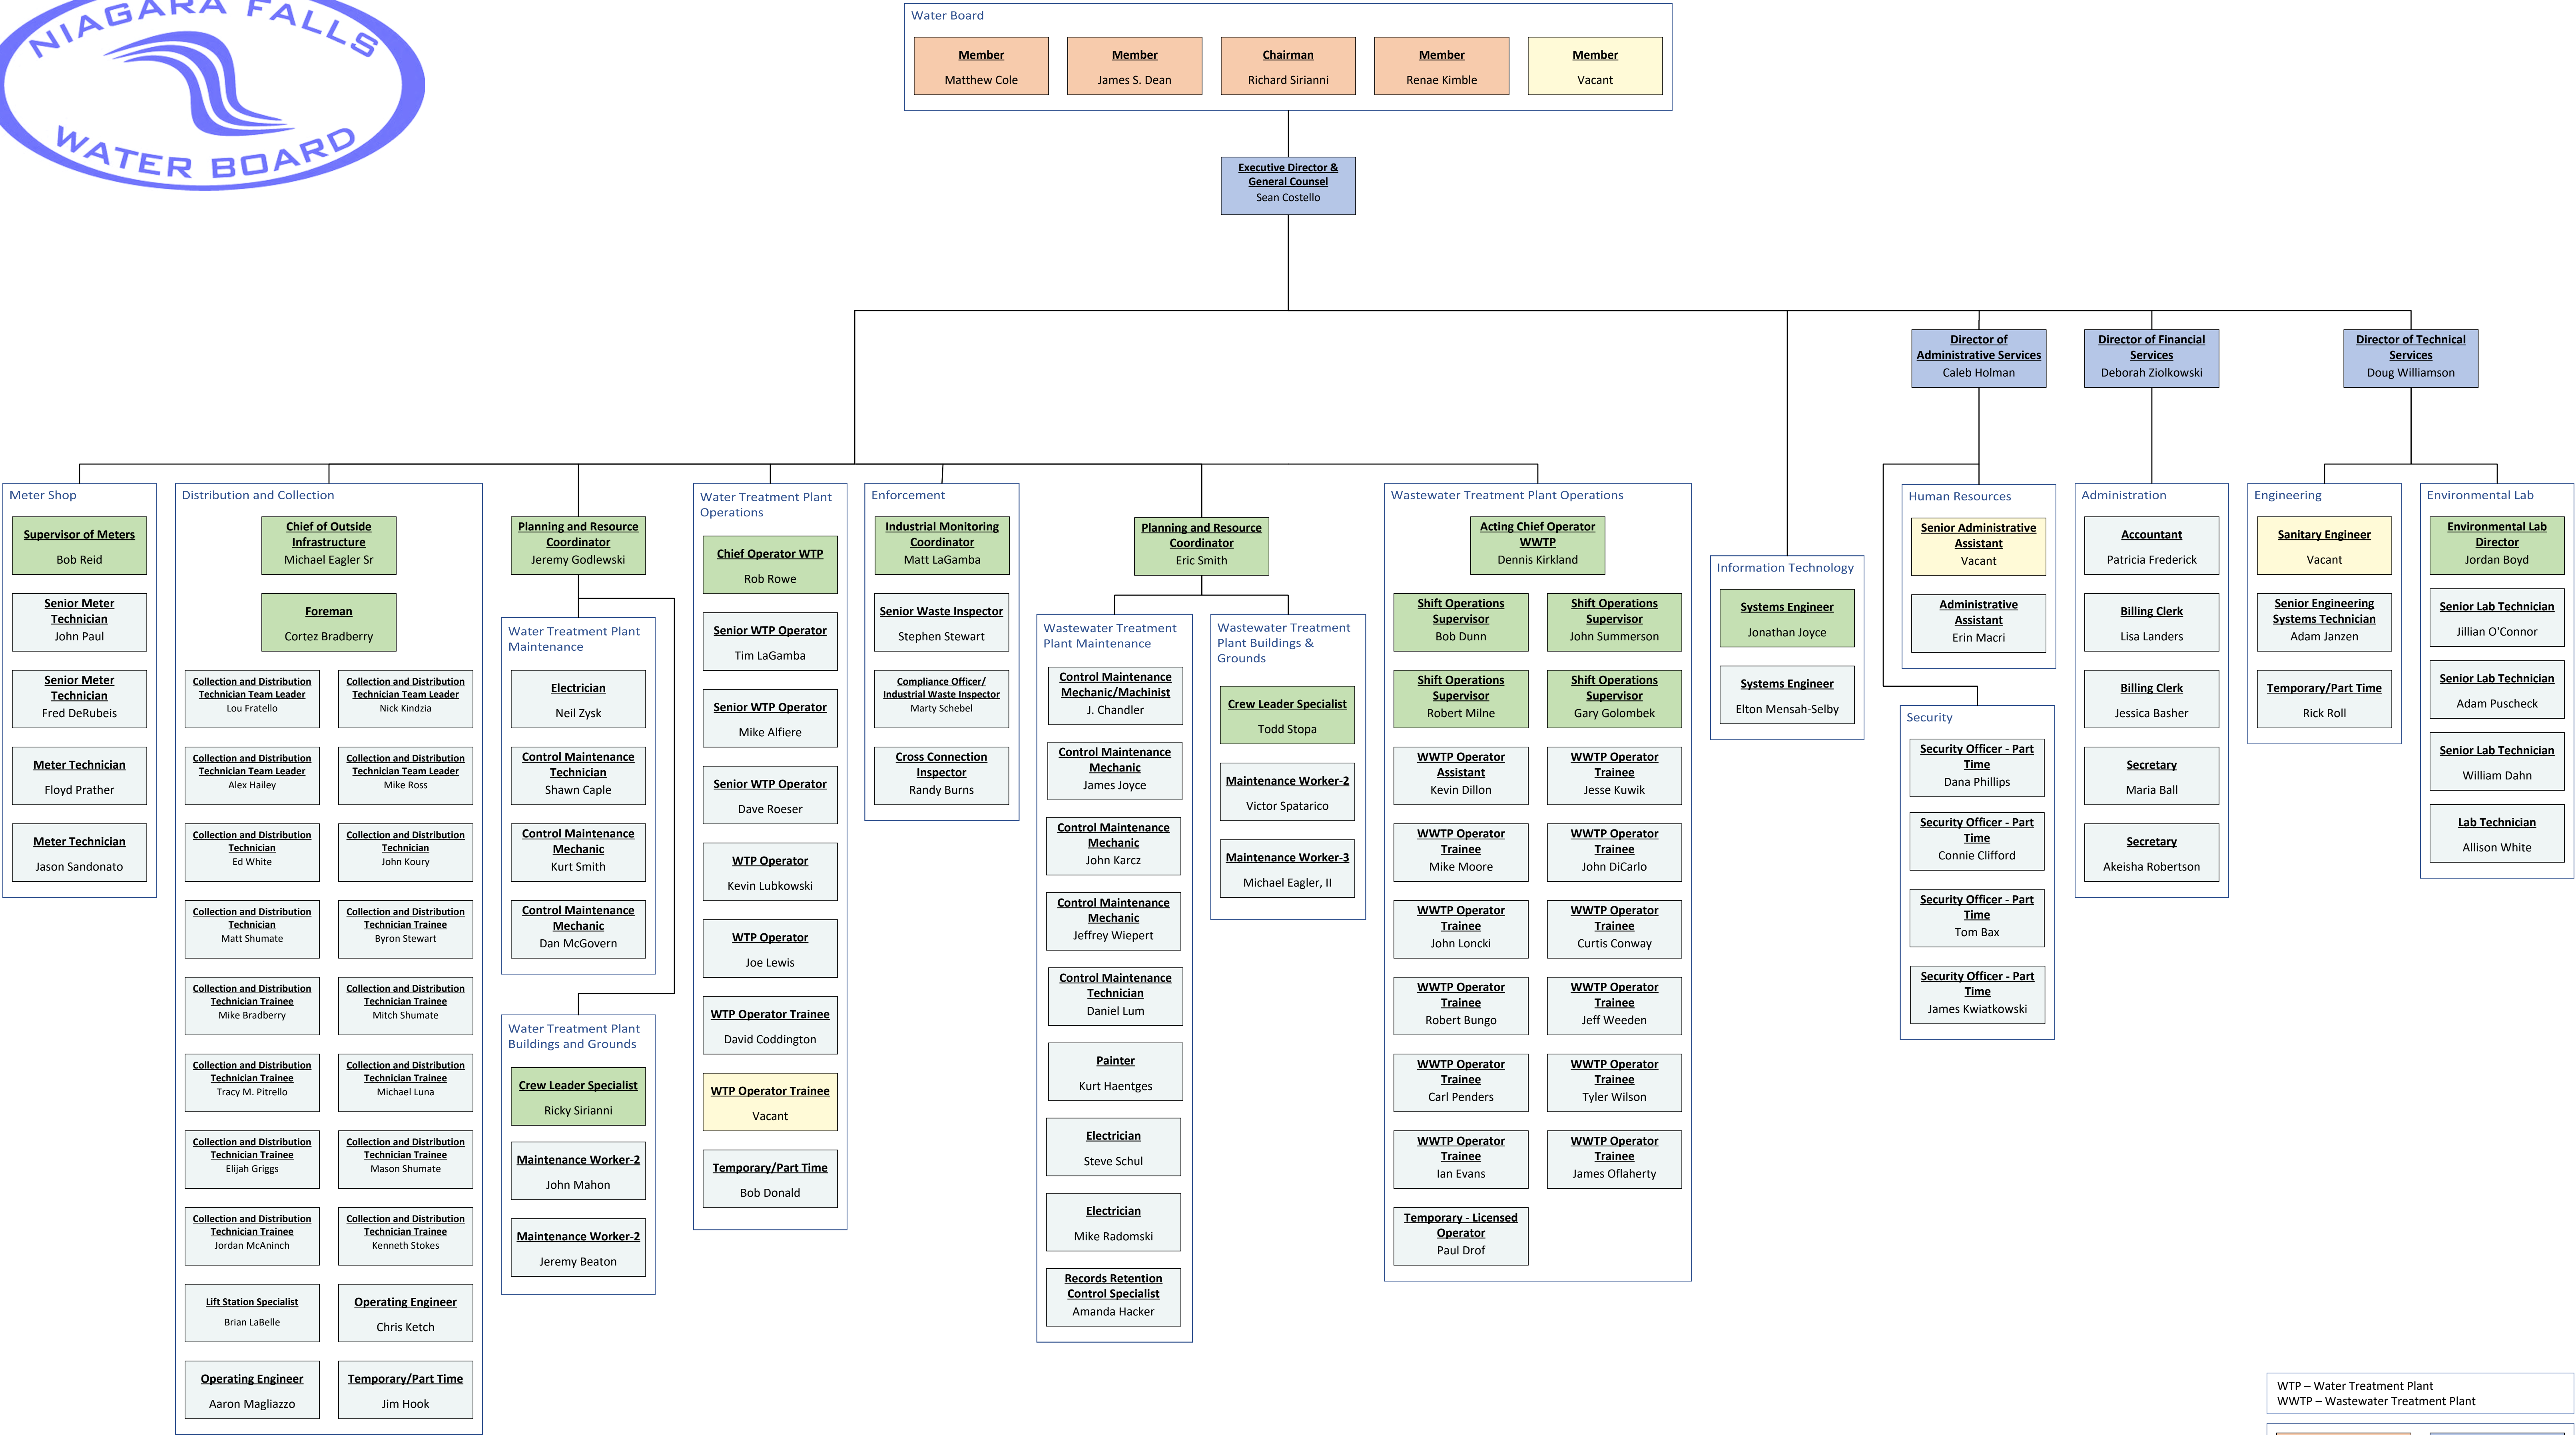 NIAGARA FALLS
WATER BOARD
Water Board
Member
Matthew Cole
Member
James S. Dean
Chairman
Richard Sirianni
Member
Renae Kimble
Member
Vacant
Executive Director &
General Counsel
Sean Costello
Director of
Administrative Services
Caleb Holman
Director of Financial
Services
Deborah Ziolkowski
Director of Technical
Services
Doug Williamson
Meter Shop
Supervisor of Meters
Bob Reid
Senior Meter
Technician
John Paul
Senior Meter
Technician
Fred DeRubeis
Meter Technician
Floyd Prather
Meter Technician
Jason Sandonato
Distribution and Collection
Chief of Outside
Infrastructure
Michael Eagler Sr
Foreman
Cortez Bradberry
Collection and Distribution
Technician Team Leader
Lou Fratello
Collection and Distribution
Technician Team Leader
Nick Kindzia
Collection and Distribution
Technician Team Leader
Alex Hailey
Collection and Distribution
Technician Team Leader
Mike Ross
Collection and Distribution
Technician
Ed White
Collection and Distribution
Technician
John Koury
Collection and Distribution
Technician
Matt Shumate
Collection and Distribution
Technician Trainee
Byron Stewart
Collection and Distribution
Technician Trainee
Mike Bradberry
Collection and Distribution
Technician Trainee
Mitch Shumate
Collection and Distribution
Technician Trainee
Tracy M. Pitrello
Collection and Distribution
Technician Trainee
Michael Luna
Collection and Distribution
Technician Trainee
Elijah Griggs
Collection and Distribution
Technician Trainee
Mason Shumate
Collection and Distribution
Technician Trainee
Jordan McAninch
Collection and Distribution
Technician Trainee
Kenneth Stokes
Lift Station Specialist
Brian LaBelle
Operating Engineer
Chris Ketch
Operating Engineer
Aaron Magliazzo
Temporary/Part Time
Jim Hook
Planning and Resource
Coordinator
Jeremy Godlewski
Water Treatment Plant
Maintenance
Electrician
Neil Zysk
Control Maintenance
Technician
Shawn Caple
Control Maintenance
Mechanic
Kurt Smith
Control Maintenance
Mechanic
Dan McGovern
Water Treatment Plant
Buildings and Grounds
Crew Leader Specialist
Ricky Sirianni
Maintenance Worker-2
John Mahon
Maintenance Worker-2
Jeremy Beaton
Water Treatment Plant
Operations
Chief Operator WTP
Rob Rowe
Senior WTP Operator
Tim LaGamba
Senior WTP Operator
Mike Alfiere
Senior WTP Operator
Dave Roeser
WTP Operator
Kevin Lubkowski
WTP Operator
Joe Lewis
WTP Operator Trainee
David Coddington
WTP Operator Trainee
Vacant
Temporary/Part Time
Bob Donald
Enforcement
Industrial Monitoring
Coordinator
Matt LaGamba
Senior Waste Inspector
Stephen Stewart
Compliance Officer/
Industrial Waste Inspector
Marty Schebel
Cross Connection
Inspector
Randy Burns
Planning and Resource
Coordinator
Eric Smith
Wastewater Treatment
Plant Maintenance
Control Maintenance
Mechanic/Machinist
J. Chandler
Control Maintenance
Mechanic
James Joyce
Control Maintenance
Mechanic
John Karcz
Control Maintenance
Mechanic
Jeffrey Wiepert
Control Maintenance
Technician
Daniel Lum
Painter
Kurt Haentges
Electrician
Steve Schul
Electrician
Mike Radomski
Records Retention
Control Specialist
Amanda Hacker
Wastewater Treatment
Plant Buildings &
Grounds
Crew Leader Specialist
Todd Stopa
Maintenance Worker-2
Victor Spatarico
Maintenance Worker-3
Michael Eagler, II
Wastewater Treatment Plant Operations
Acting Chief Operator
WWTP
Dennis Kirkland
Shift Operations
Supervisor
Bob Dunn
Shift Operations
Supervisor
John Summerson
Shift Operations
Supervisor
Robert Milne
Shift Operations
Supervisor
Gary Golombek
WWTP Operator
Assistant
Kevin Dillon
WWTP Operator
Trainee
Jesse Kuwik
WWTP Operator
Trainee
Mike Moore
WWTP Operator
Trainee
John DiCarlo
WWTP Operator
Trainee
John Loncki
WWTP Operator
Trainee
Curtis Conway
WWTP Operator
Trainee
Robert Bungo
WWTP Operator
Trainee
Jeff Weeden
WWTP Operator
Trainee
Carl Penders
WWTP Operator
Trainee
Tyler Wilson
WWTP Operator
Trainee
Ian Evans
WWTP Operator
Trainee
James Oflaherty
Temporary - Licensed
Operator
Paul Drof
Information Technology
Systems Engineer
Jonathan Joyce
Systems Engineer
Elton Mensah-Selby
Human Resources
Senior Administrative
Assistant
Vacant
Administrative
Assistant
Erin Macri
Security
Security Officer - Part
Time
Dana Phillips
Security Officer - Part
Time
Connie Clifford
Security Officer - Part
Time
Tom Bax
Security Officer - Part
Time
James Kwiatkowski
Administration
Accountant
Patricia Frederick
Billing Clerk
Lisa Landers
Billing Clerk
Jessica Basher
Secretary
Maria Ball
Secretary
Akeisha Robertson
Engineering
Sanitary Engineer
Vacant
Senior Engineering
Systems Technician
Adam Janzen
Temporary/Part Time
Rick Roll
Environmental Lab
Environmental Lab
Director
Jordan Boyd
Senior Lab Technician
Jillian O'Connor
Senior Lab Technician
Adam Puscheck
Senior Lab Technician
William Dahn
Lab Technician
Allison White
WTP – Water Treatment Plant
WWTP – Wastewater Treatment Plant